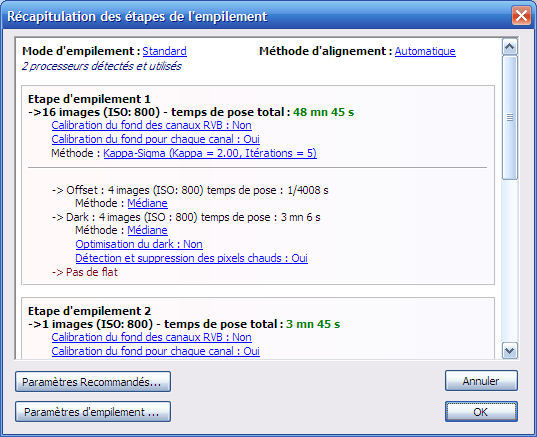 Récapitulation des étapes de l'empilement
Mode d'empilement : Standard Méthode d'alignement : Automatique
2 processeurs détectés et utilisés
Etape d'empilement 1
->16 images (ISO: 800) - temps de pose total : 48 mn 45 s
Calibration du fond des canaux RVB : Non
Calibration du fond pour chaque canal : Oui
Méthode : Kappa-Sigma (Kappa = 2.00, Itérations = 5)
-> Offset : 4 images (ISO: 800) temps de pose : 1/4008 s
Méthode : Médiane
-> Dark : 4 images (ISO : 800) temps de pose : 3 mn 6 s
Méthode : Médiane
Optimisation du dark : Non
Détection et suppression des pixels chauds : Oui
-> Pas de flat
Etape d'empilement 2
->1 images (ISO: 800) - temps de pose total : 3 mn 45 s
Calibration du fond des canaux RVB : Non
Calibration du fond pour chaque canal : Oui
Paramètres Recommandés... Annuler
Paramètres d'empilement ... OK